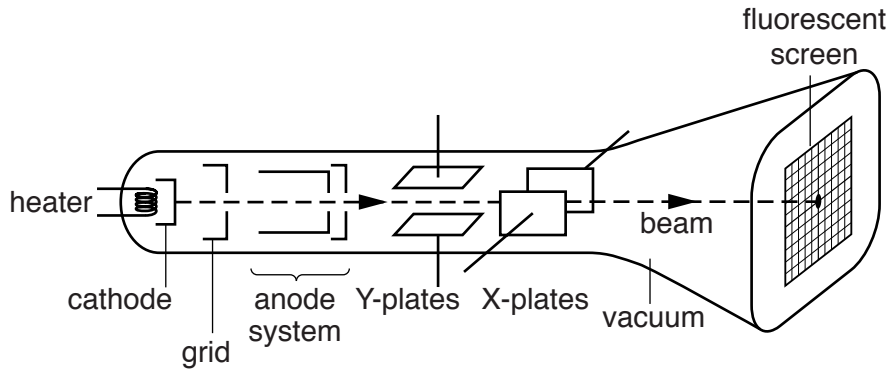 fluorescent
screen
heater
beam
cathode
anode
system
Y-plates
X-plates
vacuum
grid